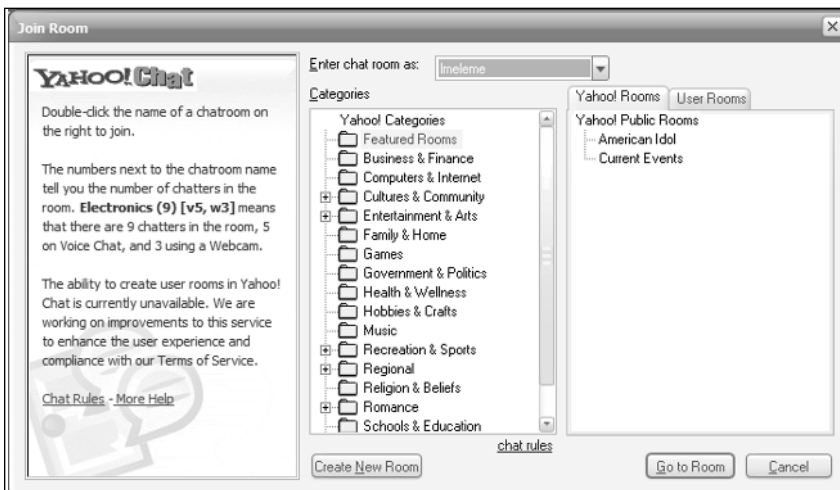 Join Room
YAHOO! Chat
Double-click the name of a chatroom on
the right to join.
The numbers next to the chatroom name
tell you the number of chatters in the
room. Electronics (9) [v5, w3] means
that there are 9 chatters in the room, 5
on Voice Chat, and 3 using a Webcam.
The ability to create user rooms in Yahoo!
Chat is currently unavailable. We are
working on improvements to this service
to enhance the user experience and
compliance with our Terms of Service.
Chat Rules - More Help
Enter chat room as:
lmeleme
Categories
Yahoo! Categories
Featured Rooms
Business & Finance
Computers & Internet
Cultures & Community
Entertainment & Arts
Family & Home
Games
Government & Politics
Health & Wellness
Hobbies & Crafts
Music
Recreation & Sports
Regional
Religion & Beliefs
Romance
Schools & Education
chat rules
Yahoo! Rooms
User Rooms
Yahoo! Public Rooms
American Idol
Current Events
Create New Room
Go to Room
Cancel